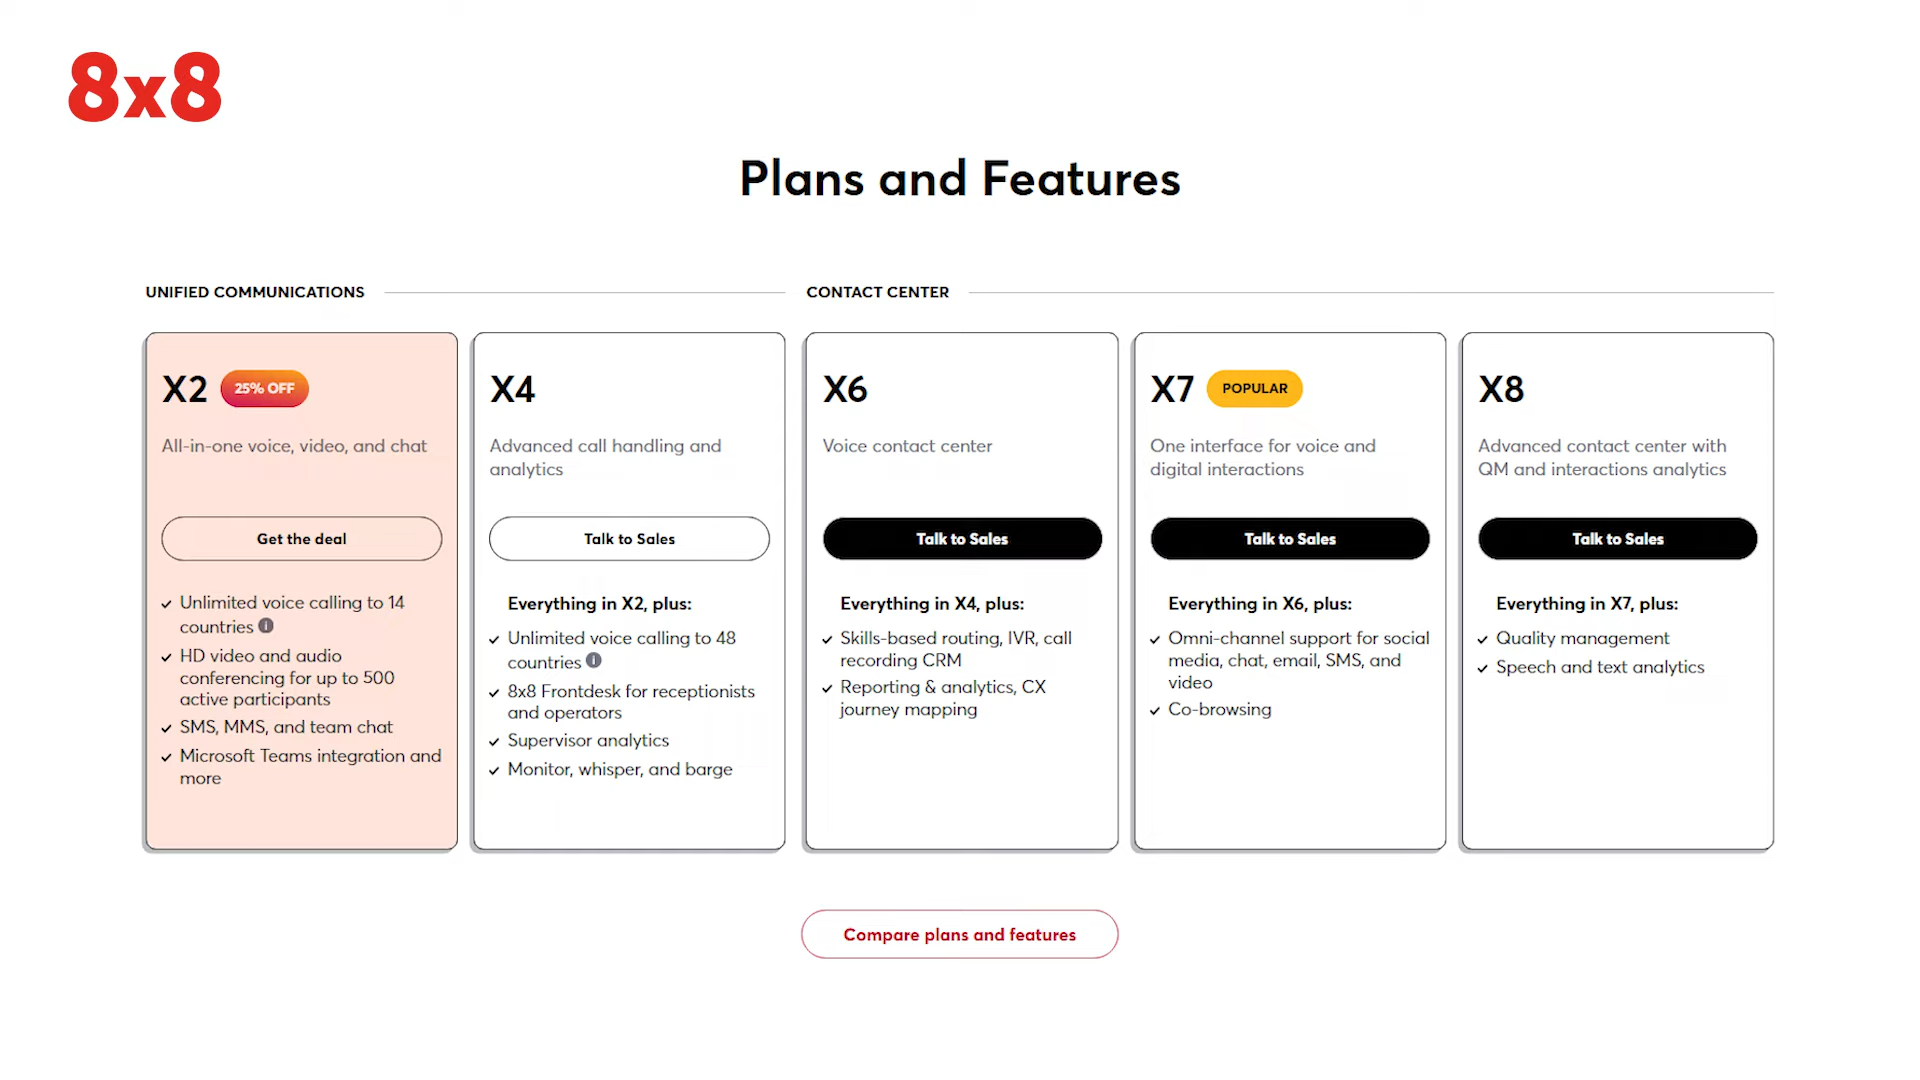 8x8
Plans and Features
UNIFIED COMMUNICATIONS
CONTACT CENTER
X2
25% OFF
All-in-one voice, video, and chat
Get the deal
Unlimited voice calling to 14
countries
HD video and audio
conferencing for up to 500
active participants
SMS, MMS, and team chat
Microsoft Teams integration and
more
X4
Advanced call handling and
analytics
Talk to Sales
Everything in X2, plus:
Unlimited voice calling to 48
countries
8x8 Frontdesk for receptionists
and operators
Supervisor analytics
Monitor, whisper, and barge
X6
Voice contact center
Talk to Sales
Everything in X4, plus:
Skills-based routing, IVR, call
recording CRM
Reporting & analytics, CX
journey mapping
X7
POPULAR
One interface for voice and
digital interactions
Talk to Sales
Everything in X6, plus:
Omni-channel support for social
media, chat, email, SMS, and
video
Co-browsing
X8
Advanced contact center with
QM and interactions analytics
Talk to Sales
Everything in X7, plus:
Quality management
Speech and text analytics
Compare plans and features